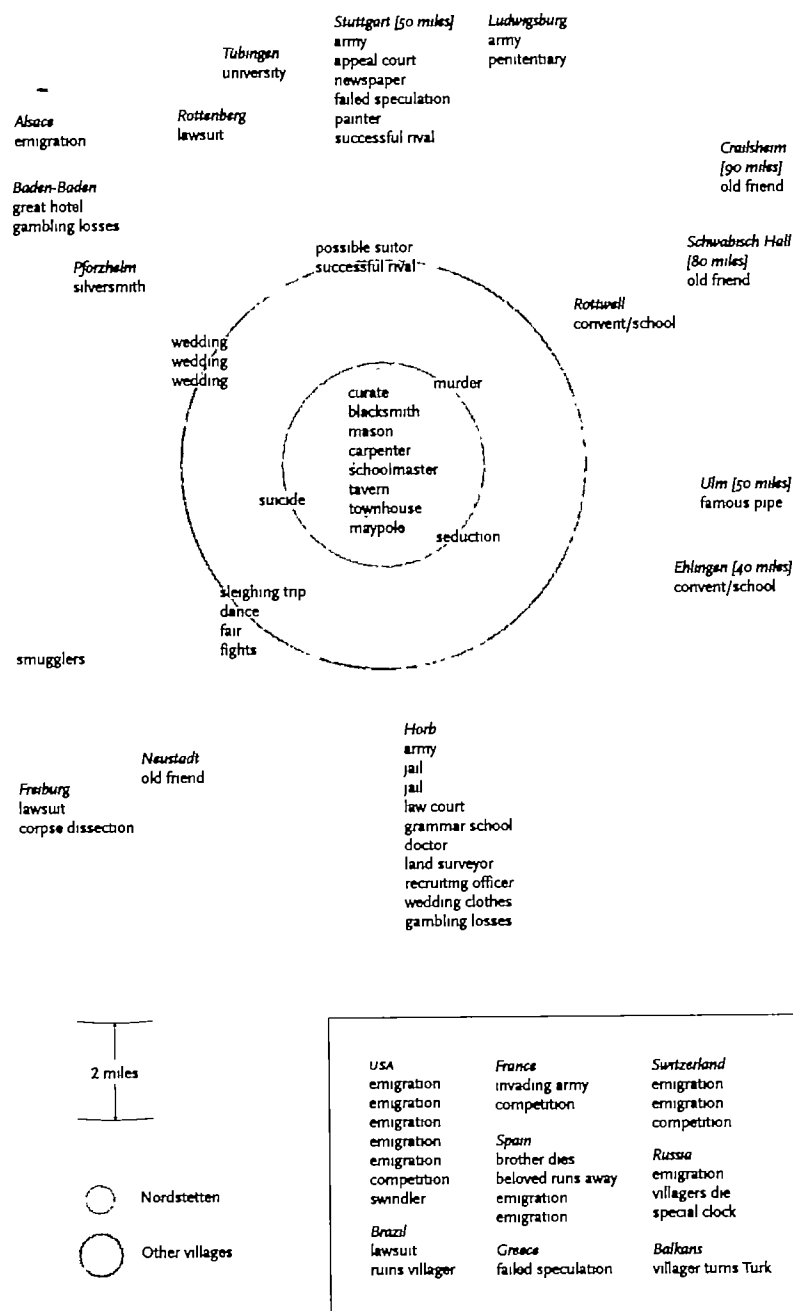 Stuttgart [50 miles]
army
appeal court
newspaper
failed speculation
painter
successful rival
Ludwigsburg
army
penitentiary
Tübingen
university
Alsace
emigration
Rottenberg
lawsuit
Crailsheim
[90 miles]
old friend
Baden-Baden
great hotel
gambling losses
Schwabisch Hall
[80 miles]
old friend
Pforzheim
silversmith
possible suitor
successful rival
Rottweil
convent/school
wedding
wedding
wedding
murder
curate
blacksmith
mason
carpenter
schoolmaster
tavern
townhouse
maypole
suicide
seduction
Ulm [50 miles]
famous pipe
Ehlingen [40 miles]
convent/school
sleighing trip
dance
fair
fights
smugglers
Horb
army
jail
jail
law court
grammar school
doctor
land surveyor
recruiting officer
wedding clothes
gambling losses
Neustadt
old friend
Freiburg
lawsuit
corpse dissection
2 miles
Nordstetten
Other villages
USA
emigration
emigration
emigration
emigration
emigration
competition
swindler
Brazil
lawsuit
ruins villager
France
invading army
competition
Spain
brother dies
beloved runs away
emigration
emigration
Greece
failed speculation
Switzerland
emigration
emigration
competition
Russia
emigration
villagers die
special clock
Balkans
villager turns Turk